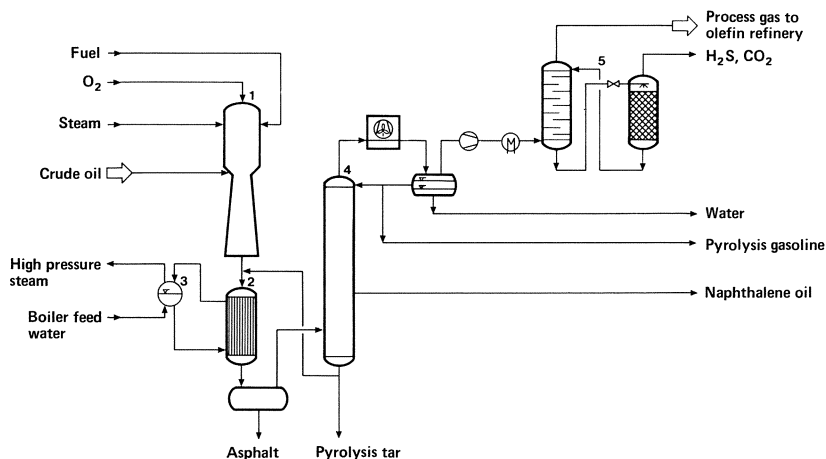 Process gas to
olefin refinery
Fuel
5
H₂S, CO₂
O₂
1
Steam
M
4
Crude oil
Water
Pyrolysis gasoline
High pressure
steam
3
2
Naphthalene oil
Boiler feed
water
Asphalt
Pyrolysis tar